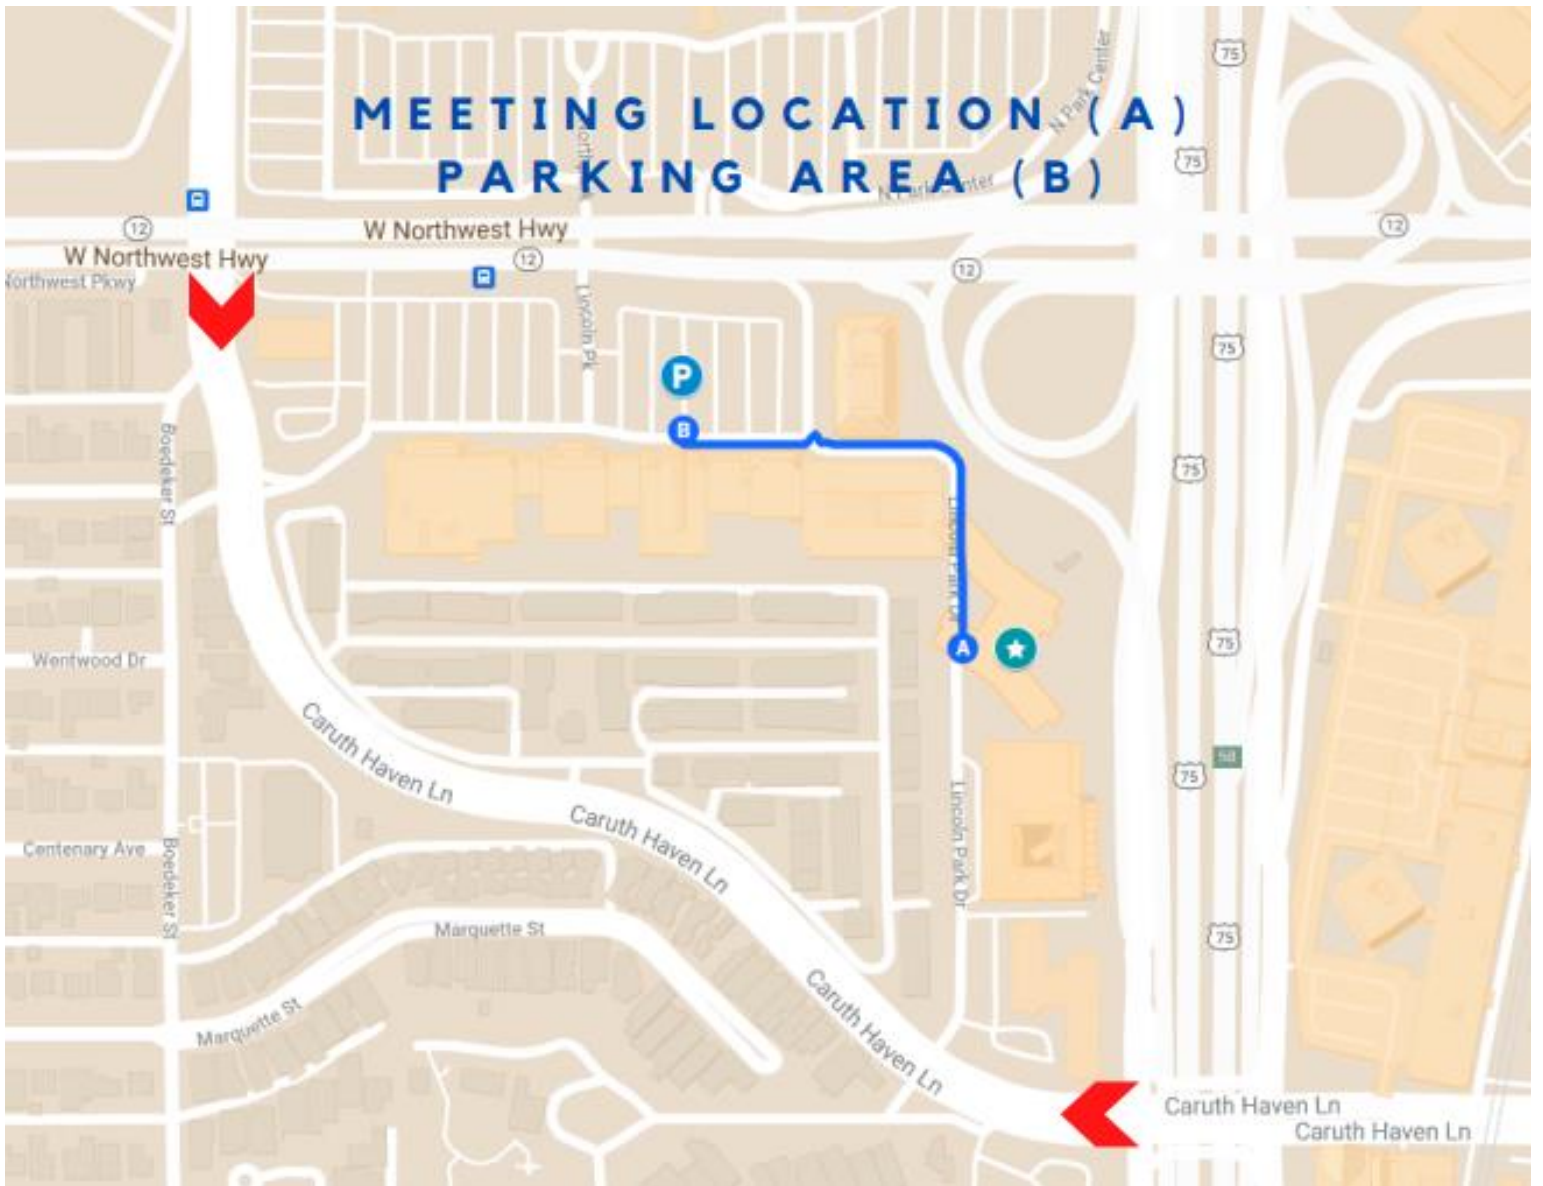 75
N Park Center
MEETING LOCATION (A)
75
PARKING AREA (B)
N Park Center
12
W Northwest Hwy
12
W Northwest Hwy
12
12
Northwest Pkwy
Lincoln Pk
75
P
B
Boedeker St
75
Lincoln Park Dr
75
A
Wentwood Dr
Caruth Haven Ln
75
Lincoln Park Dr
Caruth Haven Ln
Centenary Ave
Boedeker St
Marquette St
75
Caruth Haven Ln
Marquette St
Caruth Haven Ln
Caruth Haven Ln